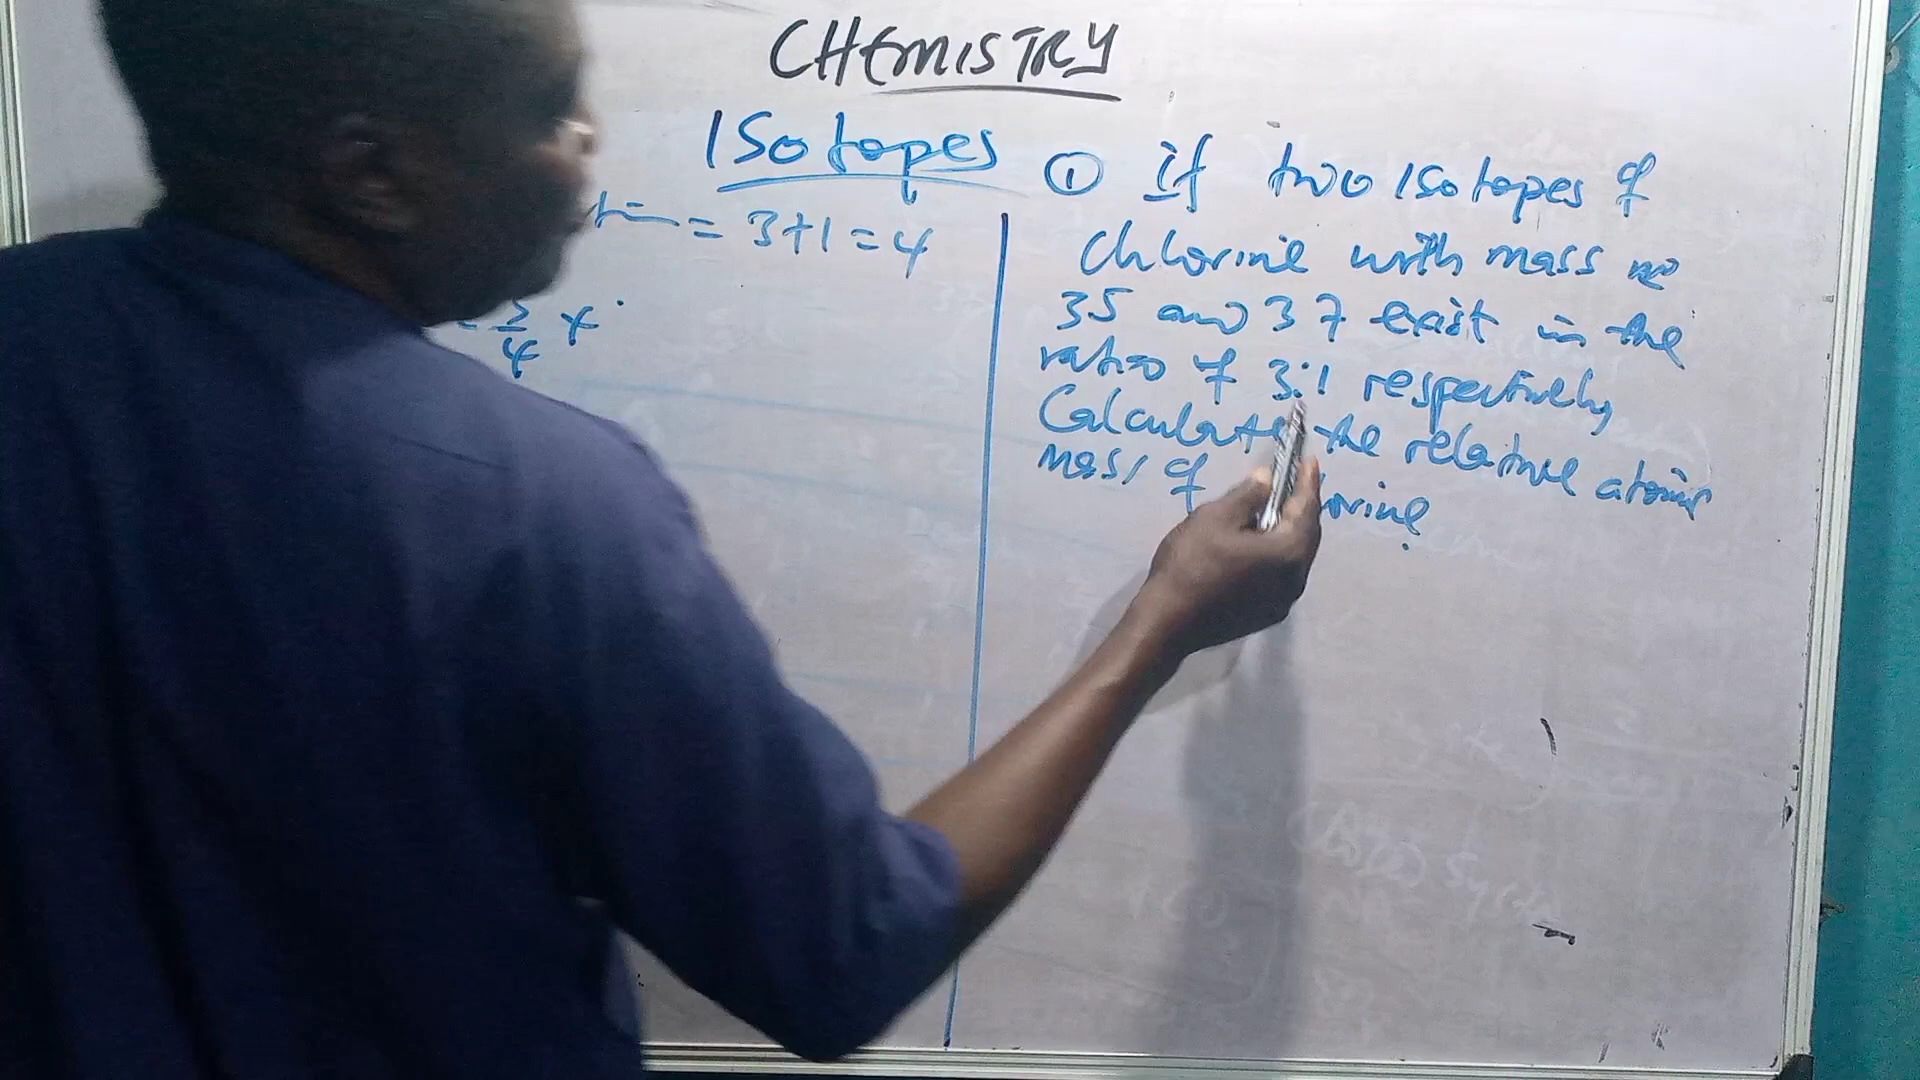 CHEMISTRY
Isotopes
= 3+1 = 4
4 x
① if two isotopes of
Chlorine with mass no
35 and 37 exist in the
ratio of 3:1 respectively,
Calculate the relative atomic
mass of orine